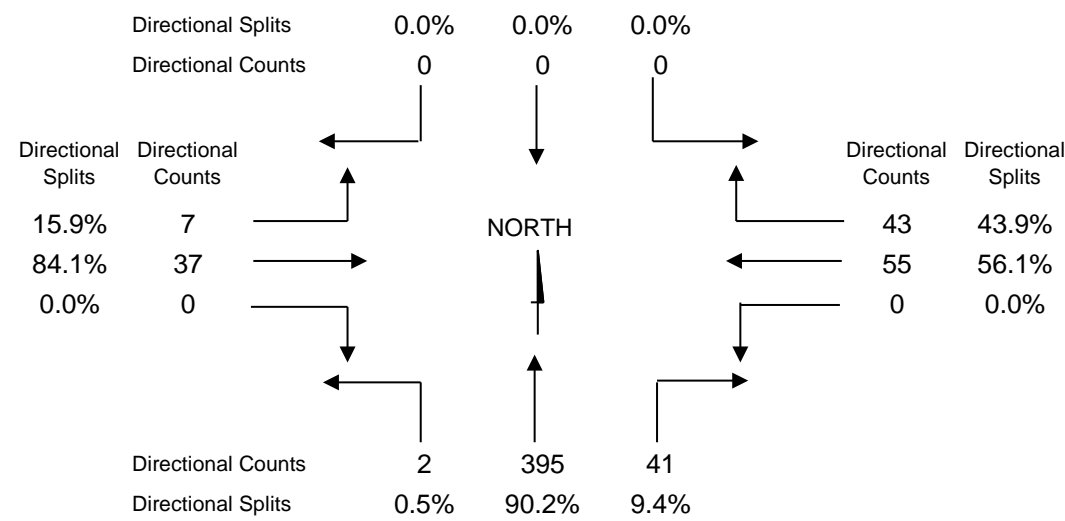 Directional Splits 0.0% 0.0% 0.0%
Directional Counts 0 0 0
Directional Directional Directional Directional
Splits Counts Counts Splits
15.9% 7 NORTH 43 43.9%
84.1% 37 55 56.1%
0.0% 0 0 0.0%
Directional Counts 2 395 41
Directional Splits 0.5% 90.2% 9.4%